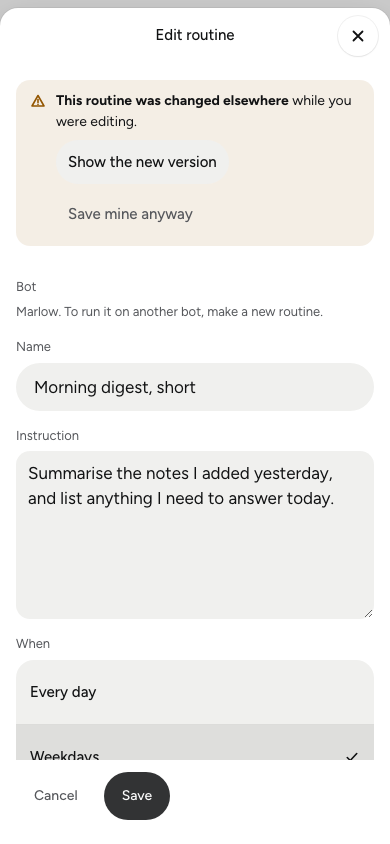 Edit routine
This routine was changed elsewhere while you
were editing.
Show the new version
Save mine anyway
Bot
Marlow. To run it on another bot, make a new routine.
Name
Morning digest, short
Instruction
Summarise the notes I added yesterday,
and list anything I need to answer today.
When
Every day
Weekdays
Cancel
Save